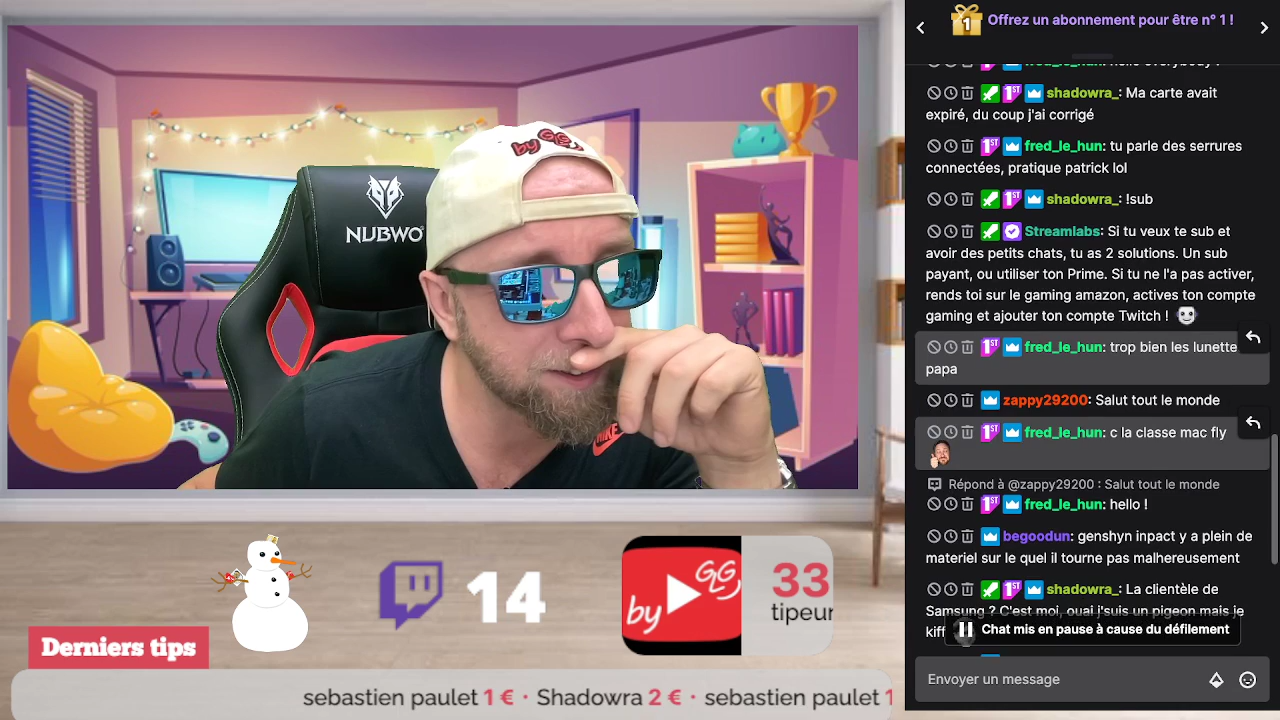 Offrez un abonnement pour être n° 1 !
1
fred_le_hun: hello everybody !
shadowra_: Ma carte avait
expiré, du coup j'ai corrigé
fred_le_hun: tu parle des serrures
connectées, pratique patrick lol
shadowra_: !sub
Streamlabs: Si tu veux te sub et
avoir des petits chats, tu as 2 solutions. Un sub
payant, ou utiliser ton Prime. Si tu ne l'a pas activer,
rends toi sur le gaming amazon, actives ton compte
gaming et ajouter ton compte Twitch !
fred_le_hun: trop bien les lunette
papa
zappy29200: Salut tout le monde
fred_le_hun: c la classe mac fly
Répond à @zappy29200 : Salut tout le monde
fred_le_hun: hello !
begoodun: genshyn inpact y a plein de
materiel sur le quel il tourne pas malhereusement
shadowra_: La clientèle de
Samsung ? C'est moi, ouai j'suis un pigeon mais je
kiff
Chat mis en pause à cause du défilement
Envoyer un message
by GG
NUBWO
NIKE
14
by GG
33
tipeur
Derniers tips
sebastien paulet 1 € · Shadowra 2 € · sebastien paulet 1